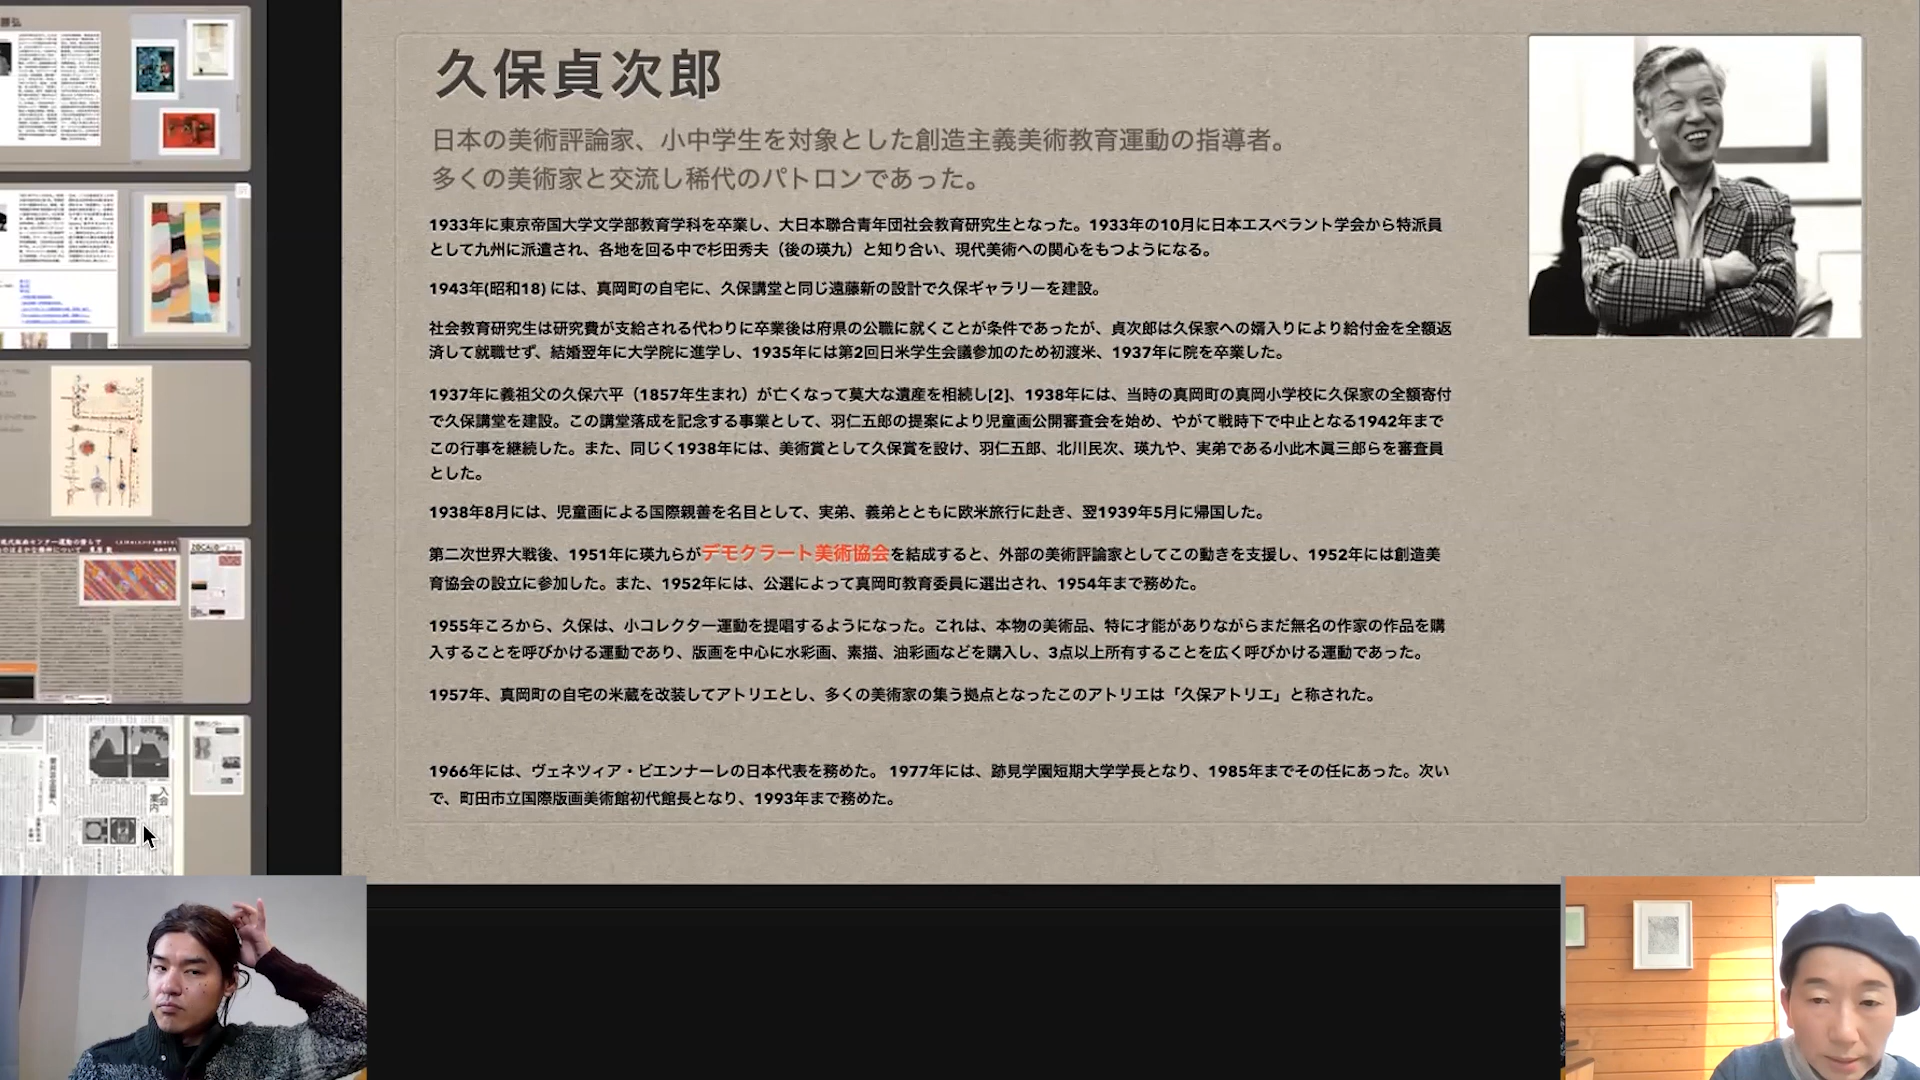 久保貞次郎
日本の美術評論家、小中学生を対象とした創造主義美術教育運動の指導者。
多くの美術家と交流し稀代のパトロンであった。
1933年に東京帝国大学文学部教育学科を卒業し、大日本聯合青年団社会教育研究生となった。1933年の10月に日本エスペラント学会から特派員
として九州に派遣され、各地を回る中で杉田秀夫（後の瑛九）と知り合い、現代美術への関心をもつようになる。
1943年(昭和18) には、真岡町の自宅に、久保講堂と同じ遠藤新の設計で久保ギャラリーを建設。
社会教育研究生は研究費が支給される代わりに卒業後は府県の公職に就くことが条件であったが、貞次郎は久保家への婿入りにより給付金を全額返
済して就職せず、結婚翌年に大学院に進学し、1935年には第2回日米学生会議参加のため初渡米、1937年に院を卒業した。
1937年に義祖父の久保六平（1857年生まれ）が亡くなって莫大な遺産を相続し[2]、1938年には、当時の真岡町の真岡小学校に久保家の全額寄付
で久保講堂を建設。この講堂落成を記念する事業として、羽仁五郎の提案により児童画公開審査会を始め、やがて戦時下で中止となる1942年まで
この行事を継続した。また、同じく1938年には、美術賞として久保賞を設け、羽仁五郎、北川民次、瑛九や、実弟である小此木眞三郎らを審査員
とした。
1938年8月には、児童画による国際親善を名目として、実弟、義弟とともに欧米旅行に赴き、翌1939年5月に帰国した。
第二次世界大戦後、1951年に瑛九らがデモクラート美術協会を結成すると、外部の美術評論家としてこの動きを支援し、1952年には創造美
育協会の設立に参加した。また、1952年には、公選によって真岡町教育委員に選出され、1954年まで務めた。
1955年ころから、久保は、小コレクター運動を提唱するようになった。これは、本物の美術品、特に才能がありながらまだ無名の作家の作品を購
入することを呼びかける運動であり、版画を中心に水彩画、素描、油彩画などを購入し、3点以上所有することを広く呼びかける運動であった。
1957年、真岡町の自宅の米蔵を改装してアトリエとし、多くの美術家の集う拠点となったこのアトリエは「久保アトリエ」と称された。
1966年には、ヴェネツィア・ビエンナーレの日本代表を務めた。 1977年には、跡見学園短期大学学長となり、1985年までその任にあった。次い
で、町田市立国際版画美術館初代館長となり、1993年まで務めた。
入会
案内